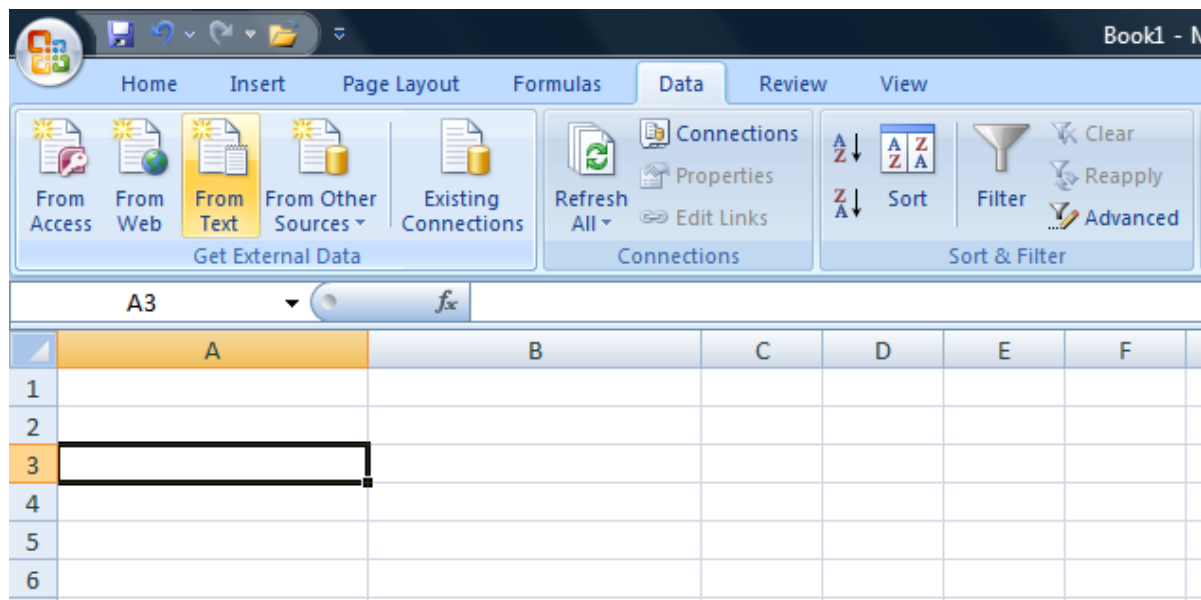 Book1 - M
Home Insert Page Layout Formulas Data Review View
From Access
From Web
From Text
From Other Sources
Existing Connections
Get External Data
Refresh All
Connections
Properties
Edit Links
Connections
A Z
Z A
A Z Z A
Sort
Filter
Clear
Reapply
Advanced
Sort & Filter
A3
fx
A B C D E F
1
2
3
4
5
6